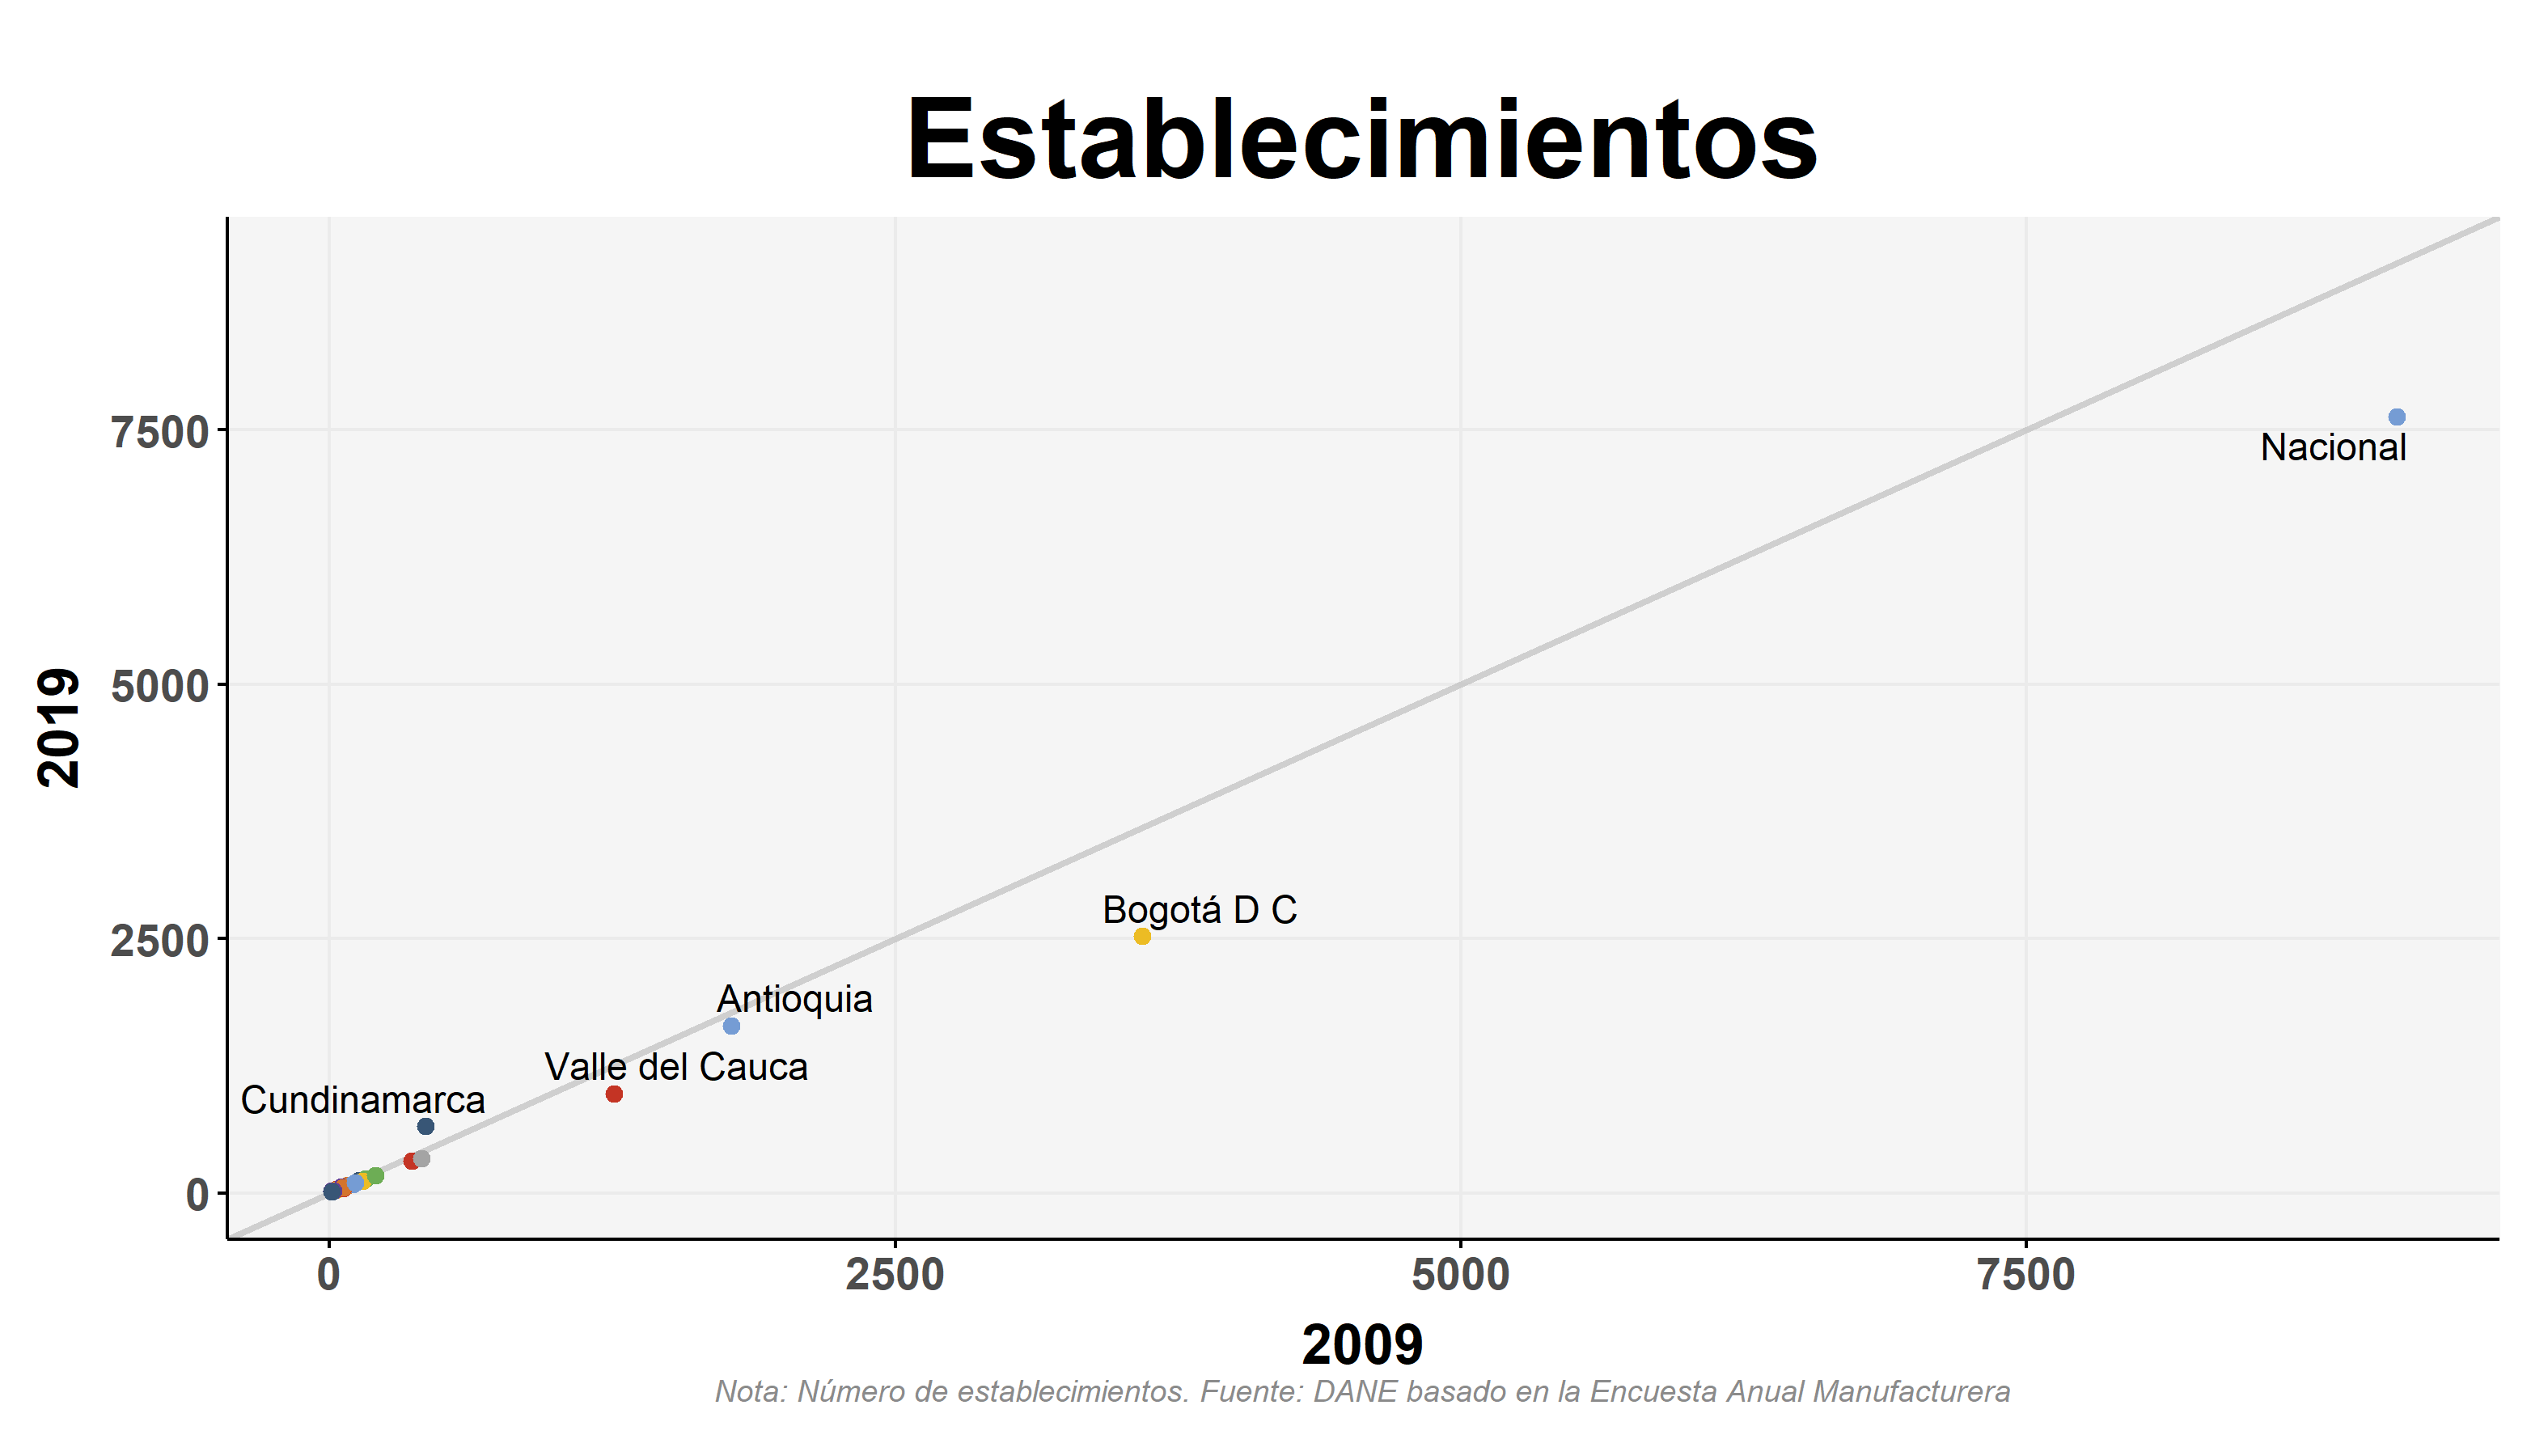 Establecimientos
7500
Nacional
5000
2019
Bogotá D C
2500
Antioquia
Valle del Cauca
Cundinamarca
0
0 2500 5000 7500
2009
Nota: Número de establecimientos. Fuente: DANE basado en la Encuesta Anual Manufacturera